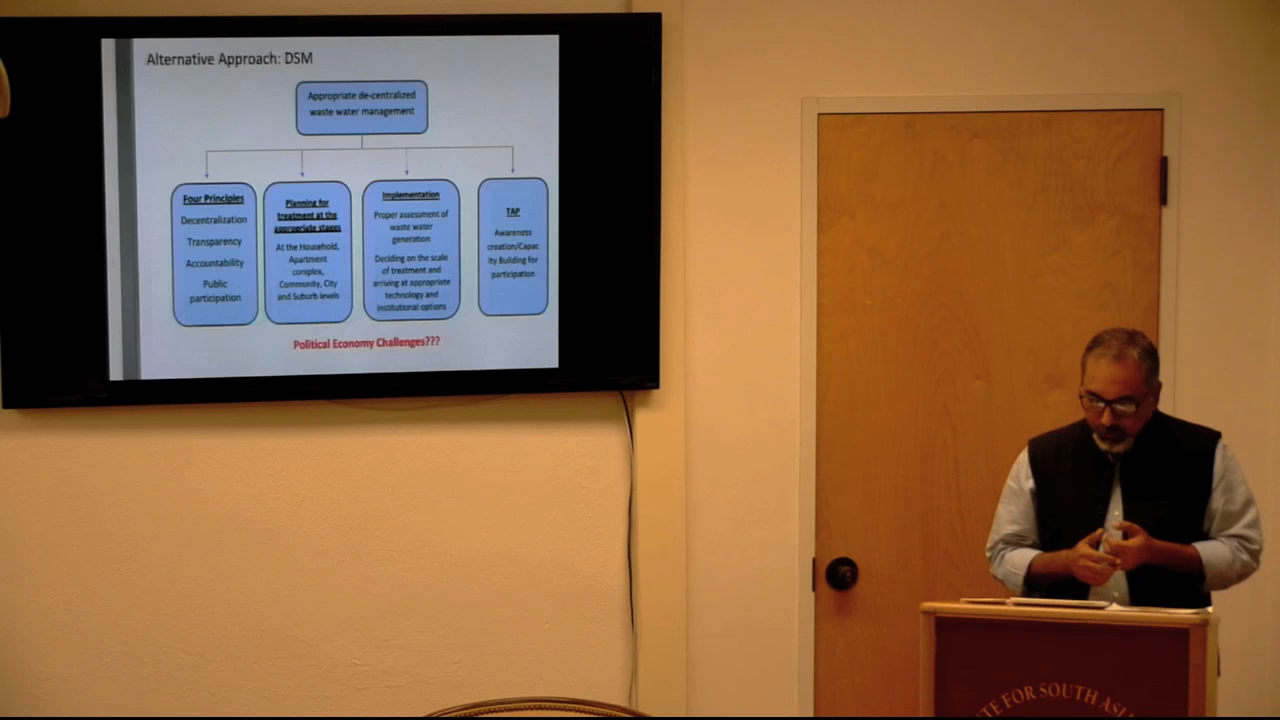 Alternative Approach: DSM
Appropriate de-centralized
waste water management
Four Principles
Decentralization
Transparency
Accountability
Public
participation
Planning for
treatment at the
appropriate stages
At the Household,
Apartment
complex,
Community, City
and Suburb levels
Implementation
Proper assessment of
waste water
generation
Deciding on the scale
of treatment and
arriving at appropriate
technology and
institutional options
TAP
Awareness
creation/Capac
ity Building for
participation
Political Economy Challenges???
TE FOR SOUTH ASI